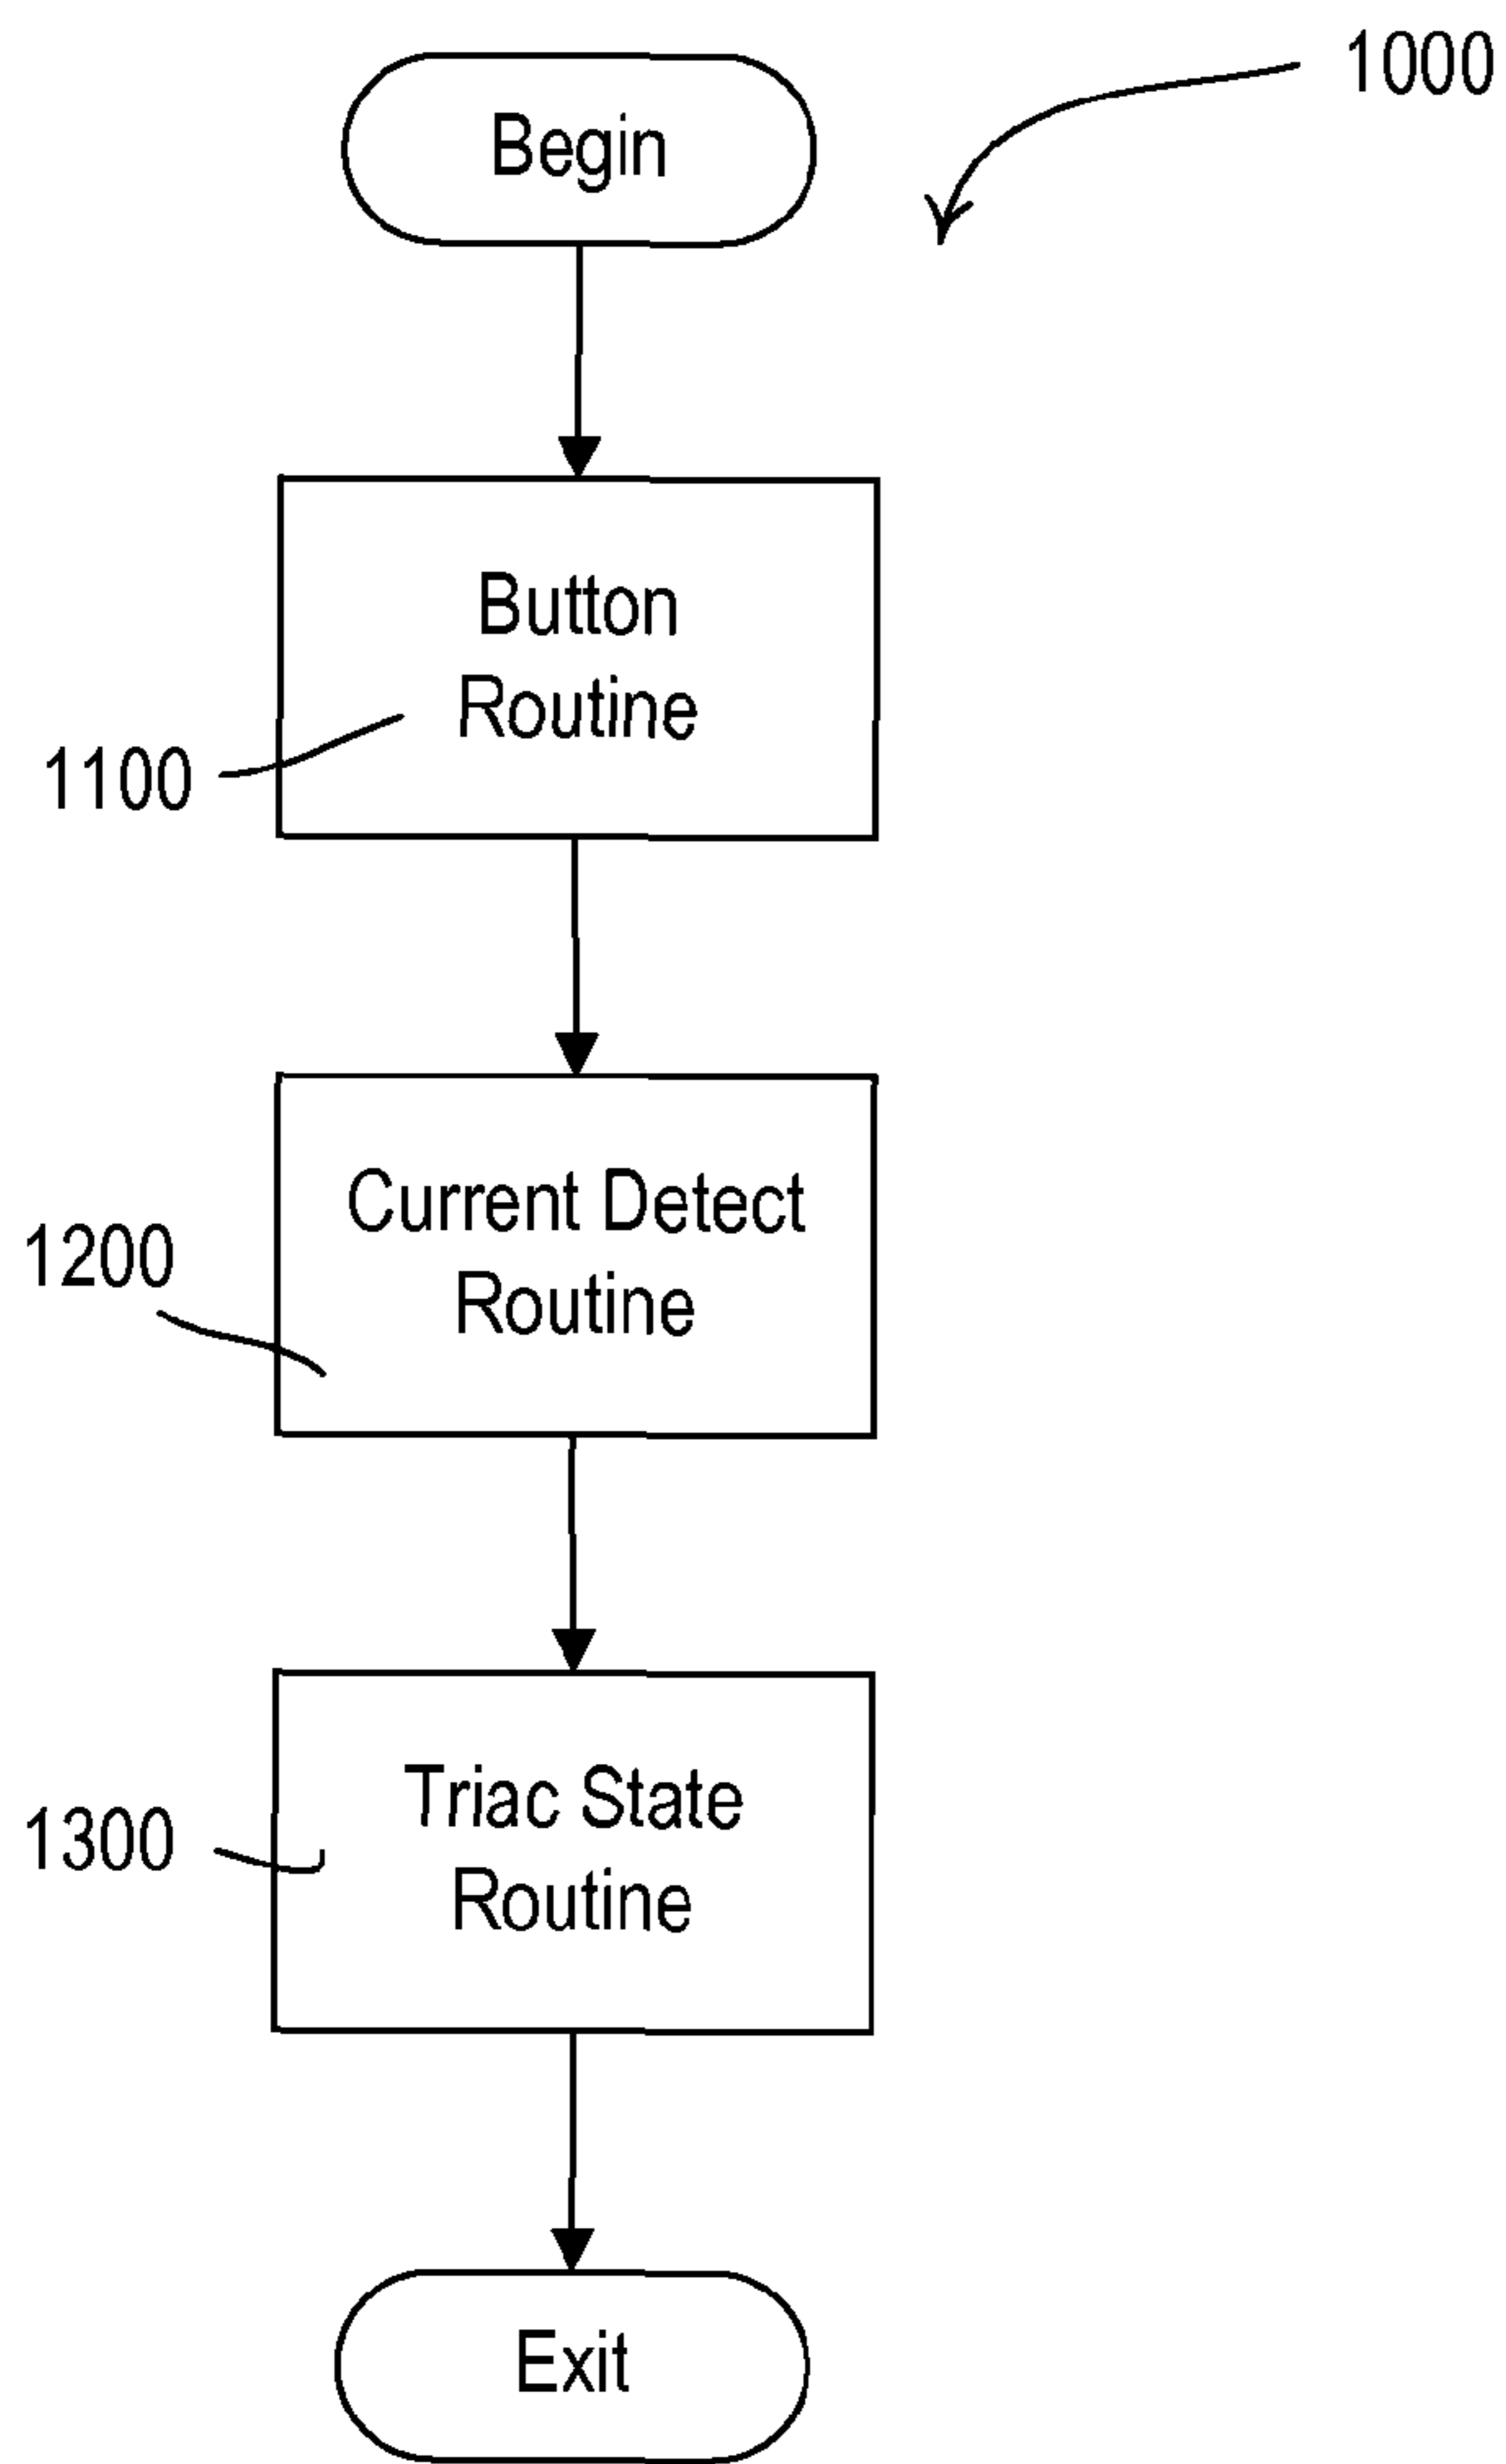 1000
Begin
Button
Routine
1100
Current Detect
Routine
1200
Triac State
Routine
1300
Exit